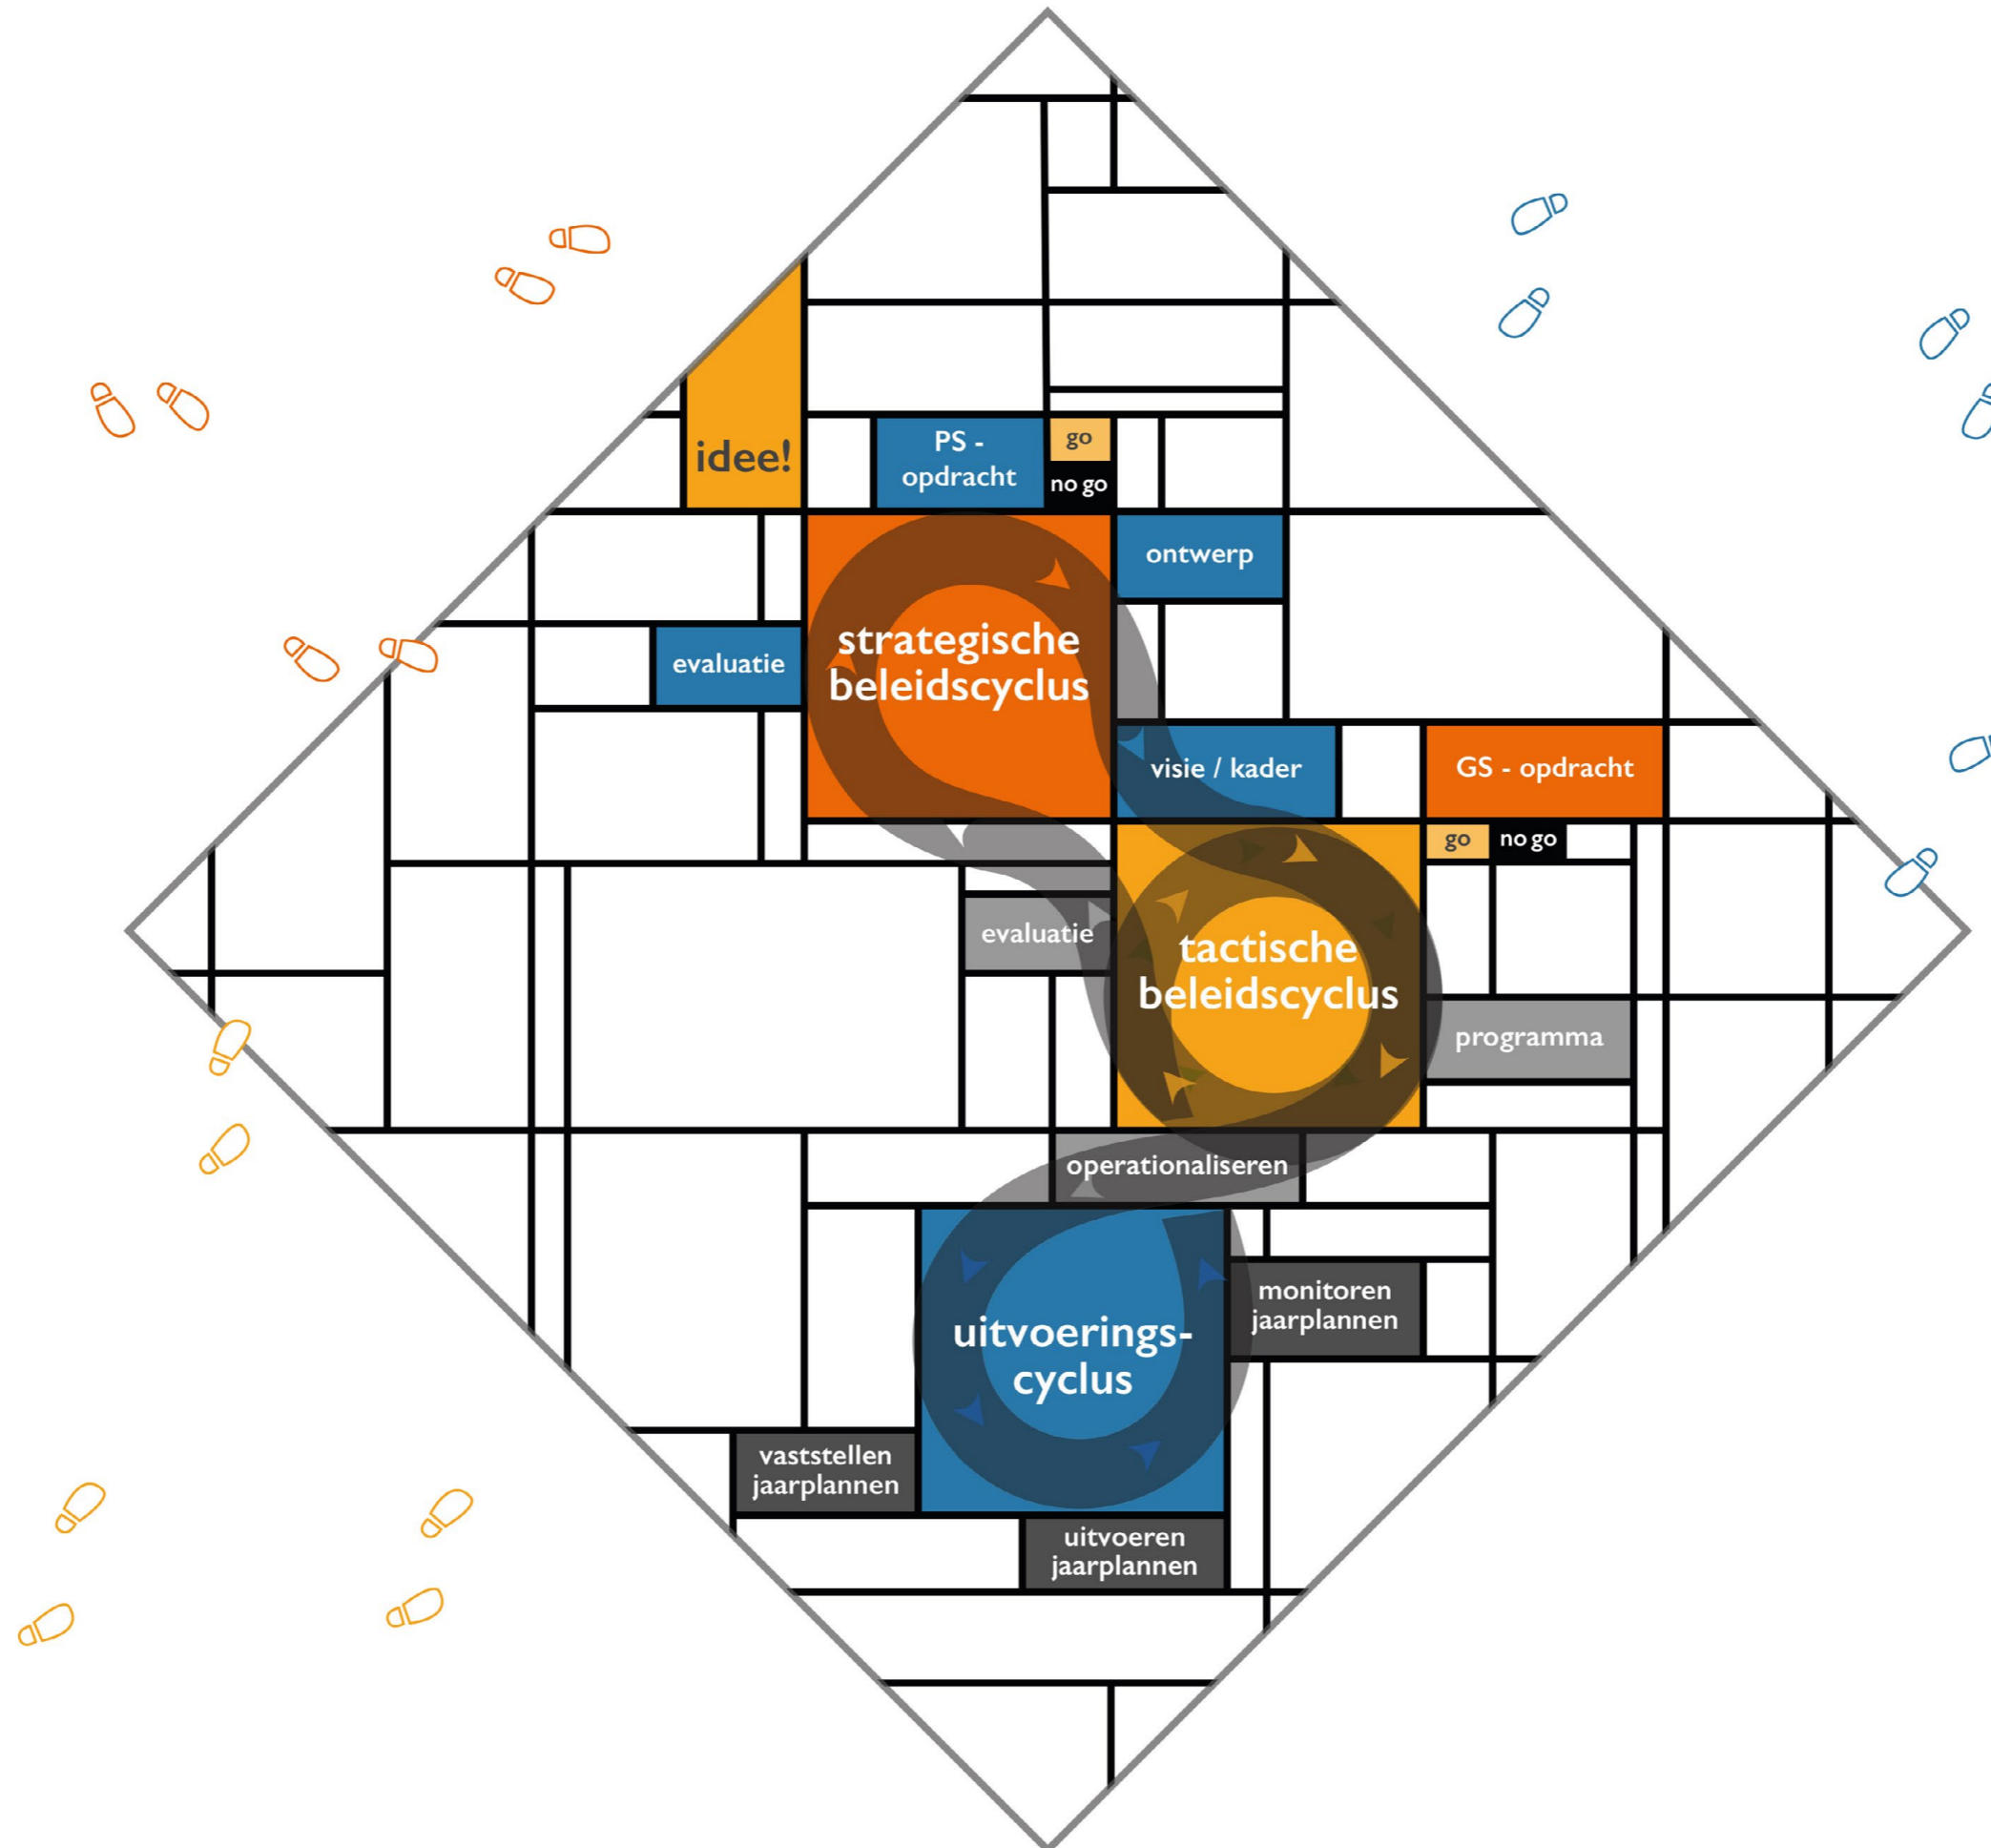 idee!
PS -
opdracht
go
no go
ontwerp
strategische
beleidscyclus
evaluatie
visie / kader
GS - opdracht
go
no go
evaluatie
tactische
beleidscyclus
programma
operationaliseren
monitoren
jaarplannen
uitvoerings-
cyclus
vaststellen
jaarplannen
uitvoeren
jaarplannen